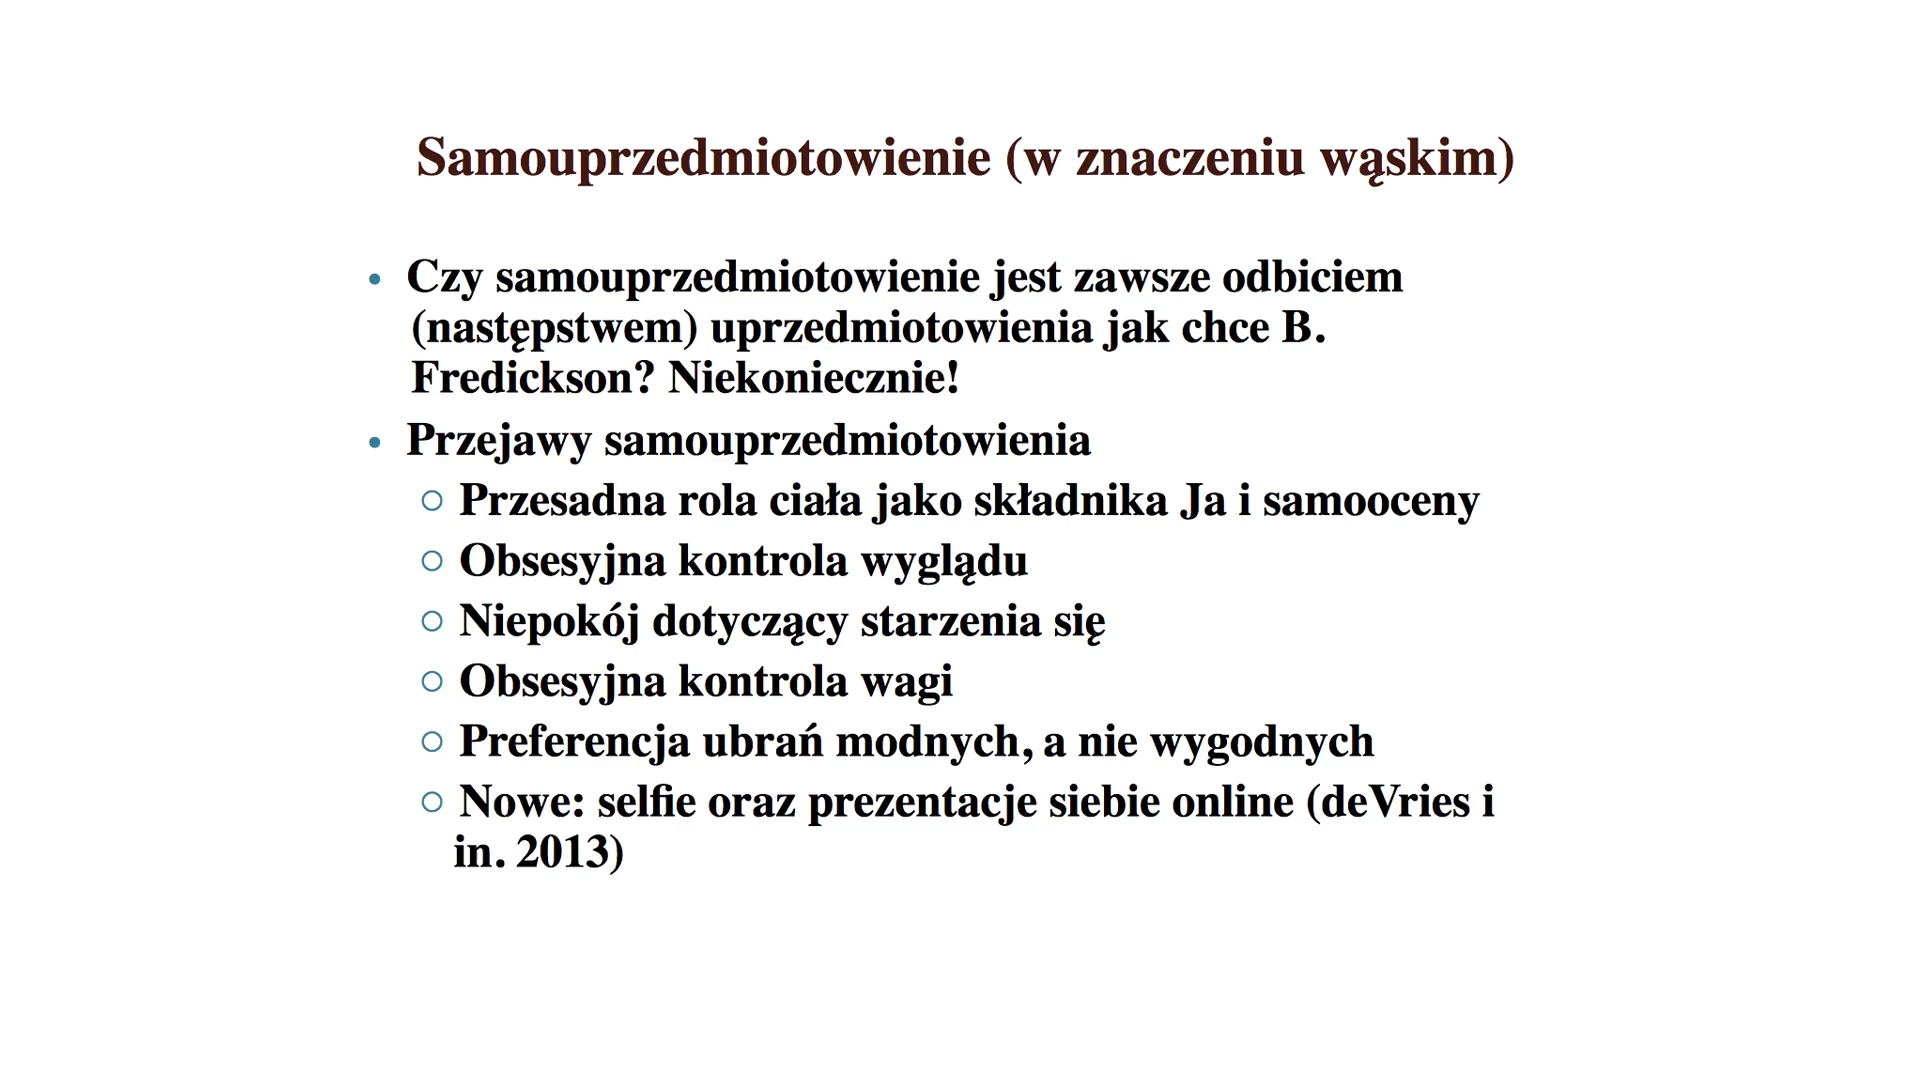 Samouprzedmiotowienie (w znaczeniu wąskim)
• Czy samouprzedmiotowienie jest zawsze odbiciem
(następstwem) uprzedmiotowienia jak chce B.
Fredickson? Niekoniecznie!
• Przejawy samouprzedmiotowienia
○ Przesadna rola ciała jako składnika Ja i samooceny
○ Obsesyjna kontrola wyglądu
○ Niepokój dotyczący starzenia się
○ Obsesyjna kontrola wagi
○ Preferencja ubrań modnych, a nie wygodnych
○ Nowe: selfie oraz prezentacje siebie online (deVries i
in. 2013)